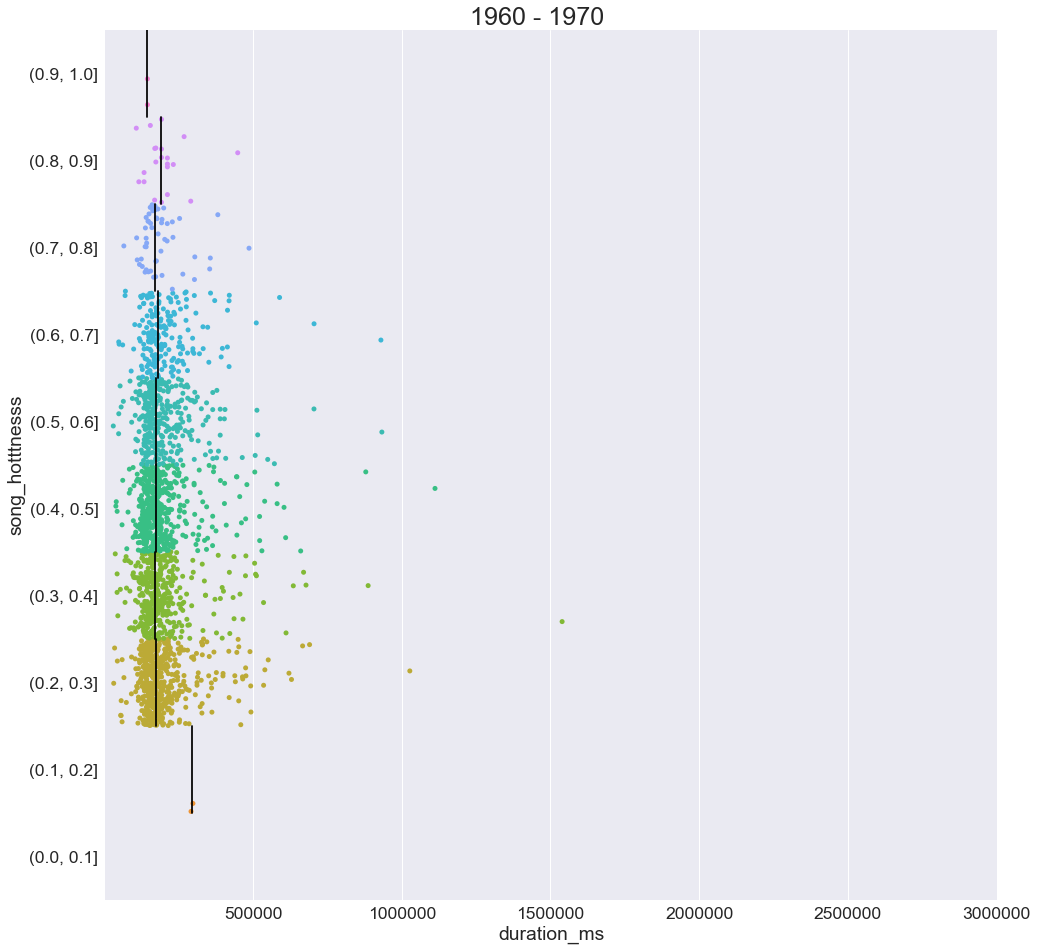 1960 - 1970
(0.9, 1.0]
(0.8, 0.9]
(0.7, 0.8]
(0.6, 0.7]
(0.5, 0.6]
(0.4, 0.5]
(0.3, 0.4]
(0.2, 0.3]
(0.1, 0.2]
(0.0, 0.1]
song_hotttnesss
500000 1000000 1500000 2000000 2500000 3000000
duration_ms